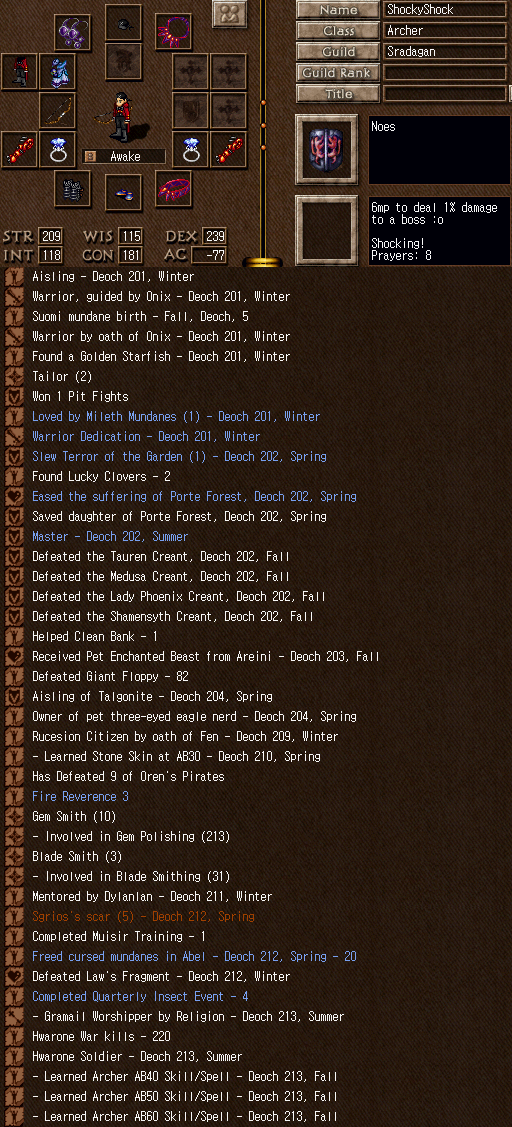 Name ShockyShock
Class Archer
Guild Sradagan
Guild Rank
Title
Noes
Awake
6mp to deal 1% damage
to a boss :o
Shocking!
Prayers: 8
STR 209 WIS 115 DEX 239
INT 118 CON 181 AC -77
Aisling - Deoch 201, Winter
Warrior, guided by Onix - Deoch 201, Winter
Suomi mundane birth - Fall, Deoch, 5
Warrior by oath of Onix - Deoch 201, Winter
Found a Golden Starfish - Deoch 201, Winter
Tailor (2)
Won 1 Pit Fights
Loved by Mileth Mundanes (1) - Deoch 201, Winter
Warrior Dedication - Deoch 201, Winter
Slew Terror of the Garden (1) - Deoch 202, Spring
Found Lucky Clovers - 2
Eased the suffering of Porte Forest, Deoch 202, Spring
Saved daughter of Porte Forest, Deoch 202, Spring
Master - Deoch 202, Summer
Defeated the Tauren Creant, Deoch 202, Fall
Defeated the Medusa Creant, Deoch 202, Fall
Defeated the Lady Phoenix Creant, Deoch 202, Fall
Defeated the Shamensyth Creant, Deoch 202, Fall
Helped Clean Bank - 1
Received Pet Enchanted Beast from Areini - Deoch 203, Fall
Defeated Giant Floppy - 82
Aisling of Talgonite - Deoch 204, Spring
Owner of pet three-eyed eagle nerd - Deoch 204, Spring
Rucesion Citizen by oath of Fen - Deoch 209, Winter
- Learned Stone Skin at AB30 - Deoch 210, Spring
Has Defeated 9 of Oren's Pirates
Fire Reverence 3
Gem Smith (10)
- Involved in Gem Polishing (213)
Blade Smith (3)
- Involved in Blade Smithing (31)
Mentored by Dylanlan - Deoch 211, Winter
Sgrios's scar (5) - Deoch 212, Spring
Completed Muisir Training - 1
Freed cursed mundanes in Abel - Deoch 212, Spring - 20
Defeated Law's Fragment - Deoch 212, Winter
Completed Quarterly Insect Event - 4
- Gramail Worshipper by Religion - Deoch 213, Summer
Hwarone War kills - 220
Hwarone Soldier - Deoch 213, Summer
- Learned Archer AB40 Skill/Spell - Deoch 213, Fall
- Learned Archer AB50 Skill/Spell - Deoch 213, Fall
- Learned Archer AB60 Skill/Spell - Deoch 213, Fall